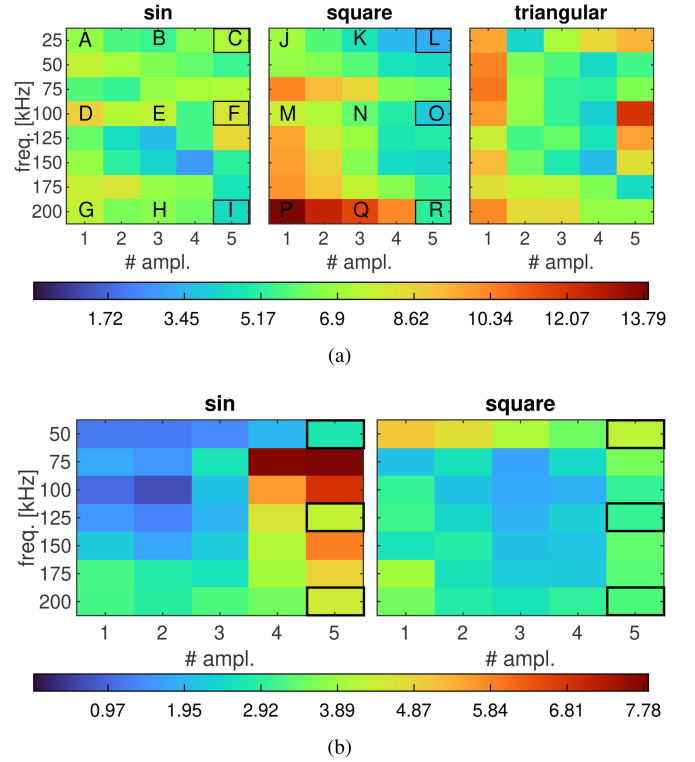 sin square triangular
freq. [kHz]
25 A B C J K L
50
75
100 D E F M N O
125
150
175
200 G H I P Q R
1 2 3 4 5 1 2 3 4 5 1 2 3 4 5
# ampl. # ampl. # ampl.
1.72 3.45 5.17 6.9 8.62 10.34 12.07 13.79
(a)
sin square
freq. [kHz]
50
75
100
125
150
175
200
1 2 3 4 5 1 2 3 4 5
# ampl. # ampl.
0.97 1.95 2.92 3.89 4.87 5.84 6.81 7.78
(b)